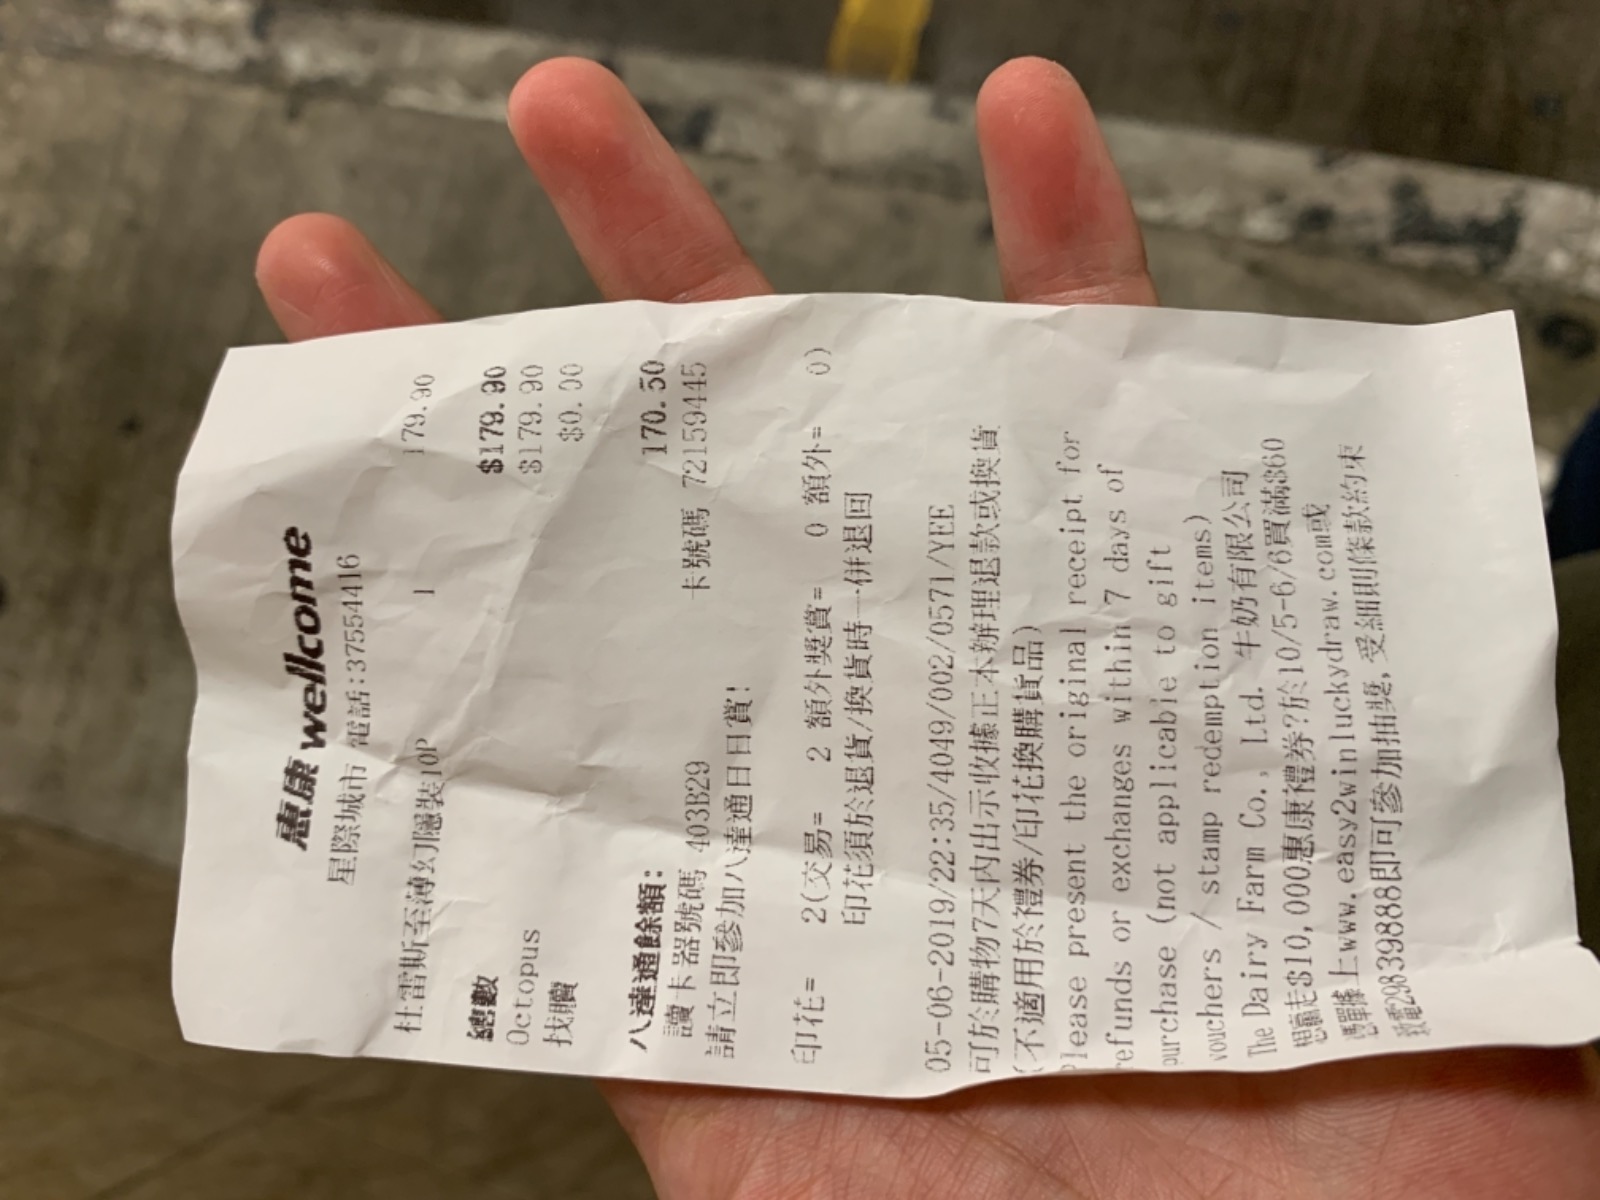 惠康 wellcome
星際城市 電話:37554416
杜雷斯至薄幻隱裝10P 1 179.90
總數 $179.90
Octopus $179.90
找贖 $0.00
八達通餘額: 170.50
讀卡器號碼 403B29 卡號碼 72159445
請立即參加八達通日日賞!
印花= 2(交易= 2 額外獎賞= 0 額外= 0)
印花須於退貨/換貨時一併退回
05-06-2019/22:35/4049/002/0571/YEE
可於購物7天內出示收據正本辦理退款或換貨
(不適用於禮券/印花換購貨品)
Please present the original receipt for
refunds or exchanges within 7 days of
purchase (not applicable to gift
vouchers / stamp redemption items)
The Dairy Farm Co., Ltd. 牛奶有限公司
想贏走$10,000惠康禮券?於10/5-6/6買滿$60
憑單據上www.easy2winluckydraw.com或
致電29839888即可參加抽獎,受細則條款約束